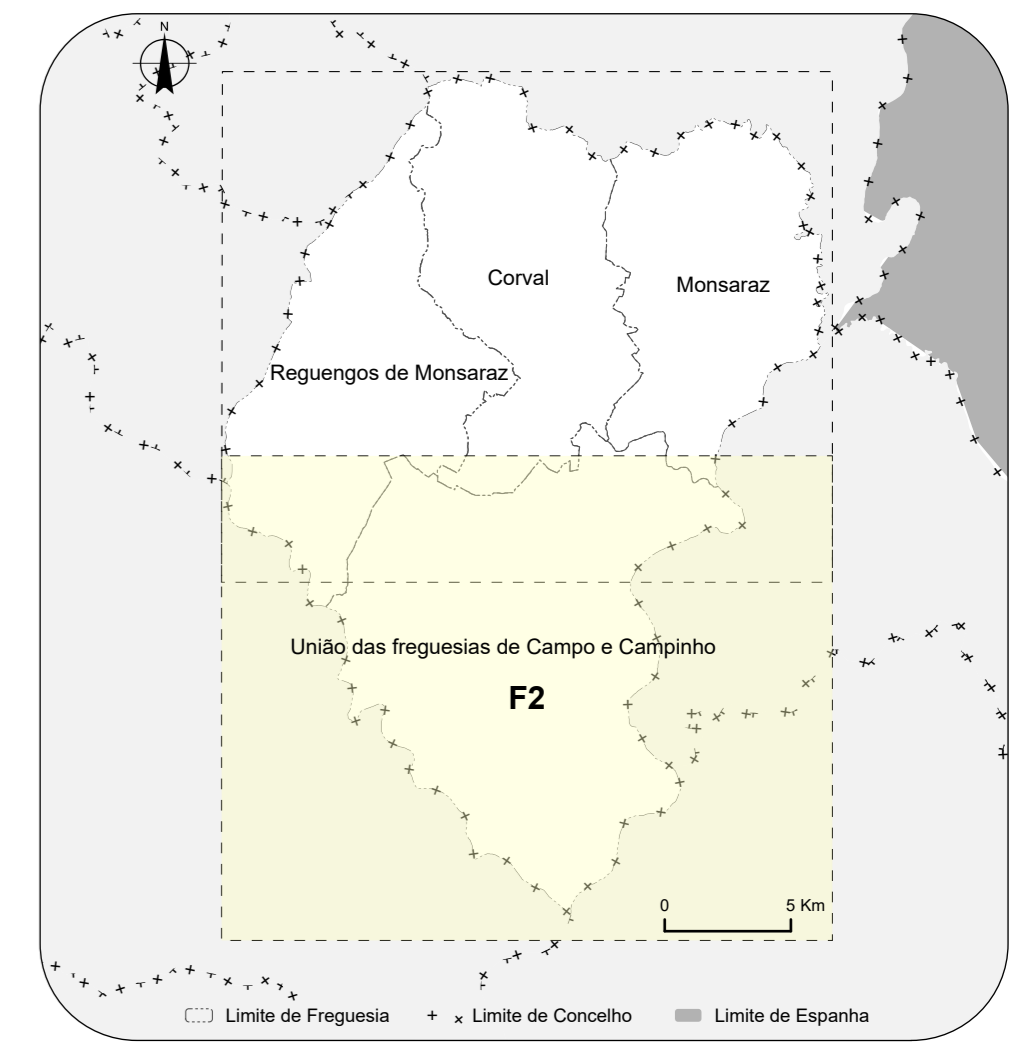 N
Corval
Monsaraz
Reguengos de Monsaraz
União das freguesias de Campo e Campinho
F2
0 5 Km
Limite de Freguesia Limite de Concelho Limite de Espanha